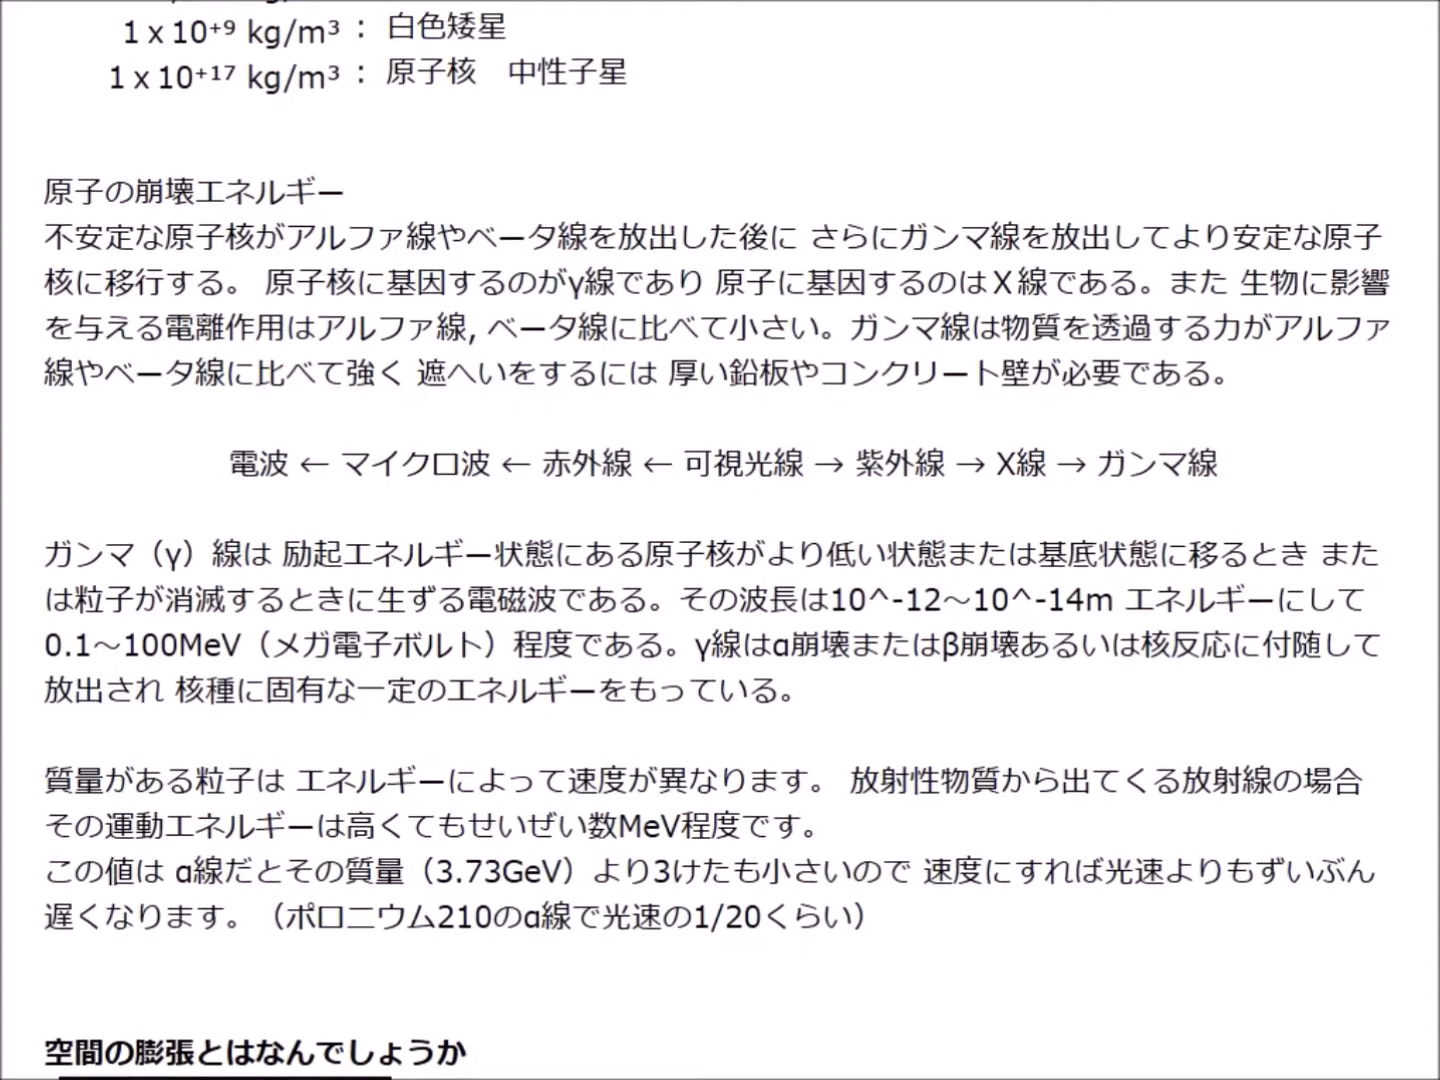 1 x 10⁺⁹ kg/m³ : 白色矮星
1 x 10⁺¹⁷ kg/m³ : 原子核　中性子星
原子の崩壊エネルギー
不安定な原子核がアルファ線やベータ線を放出した後に さらにガンマ線を放出してより安定な原子
核に移行する。 原子核に基因するのがγ線であり 原子に基因するのはＸ線である。また 生物に影響
を与える電離作用はアルファ線, ベータ線に比べて小さい。ガンマ線は物質を透過する力がアルファ
線やベータ線に比べて強く 遮へいをするには 厚い鉛板やコンクリート壁が必要である。
電波 ← マイクロ波 ← 赤外線 ← 可視光線 → 紫外線 → X線 → ガンマ線
ガンマ（γ）線は 励起エネルギー状態にある原子核がより低い状態または基底状態に移るとき また
は粒子が消滅するときに生ずる電磁波である。その波長は10^-12～10^-14m エネルギーにして
0.1～100MeV（メガ電子ボルト）程度である。γ線はα崩壊またはβ崩壊あるいは核反応に付随して
放出され 核種に固有な一定のエネルギーをもっている。
質量がある粒子は エネルギーによって速度が異なります。 放射性物質から出てくる放射線の場合
その運動エネルギーは高くてもせいぜい数MeV程度です。
この値は α線だとその質量（3.73GeV）より3けたも小さいので 速度にすれば光速よりもずいぶん
遅くなります。（ポロニウム210のα線で光速の1/20くらい）
空間の膨張とはなんでしょうか